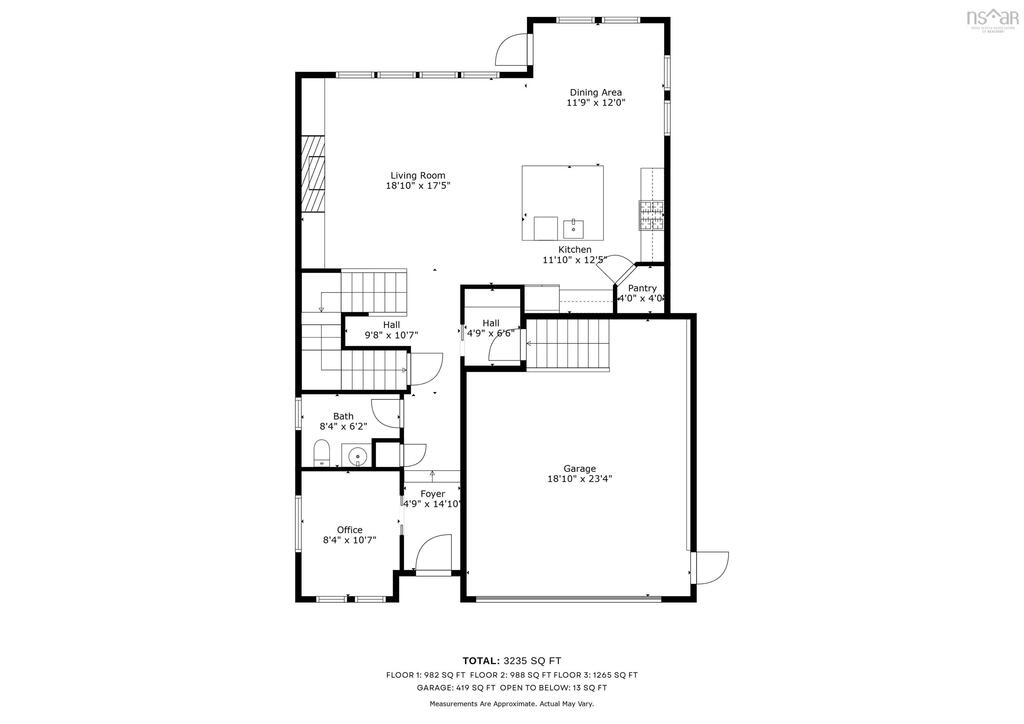 nsar
Dining Area
11'9" x 12'0"
Living Room
18'10" x 17'5"
Kitchen
11'10" x 12'5"
Pantry
4'0" x 4'0
Hall
9'8" x 10'7"
Hall
4'9" x 6'6"
Bath
8'4" x 6'2"
Garage
18'10" x 23'4"
Foyer
4'9" x 14'10"
Office
8'4" x 10'7"
TOTAL: 3235 SQ FT
FLOOR 1: 982 SQ FT FLOOR 2: 988 SQ FT FLOOR 3: 1265 SQ FT
GARAGE: 419 SQ FT OPEN TO BELOW: 13 SQ FT
Measurements Are Approximate. Actual May Vary.